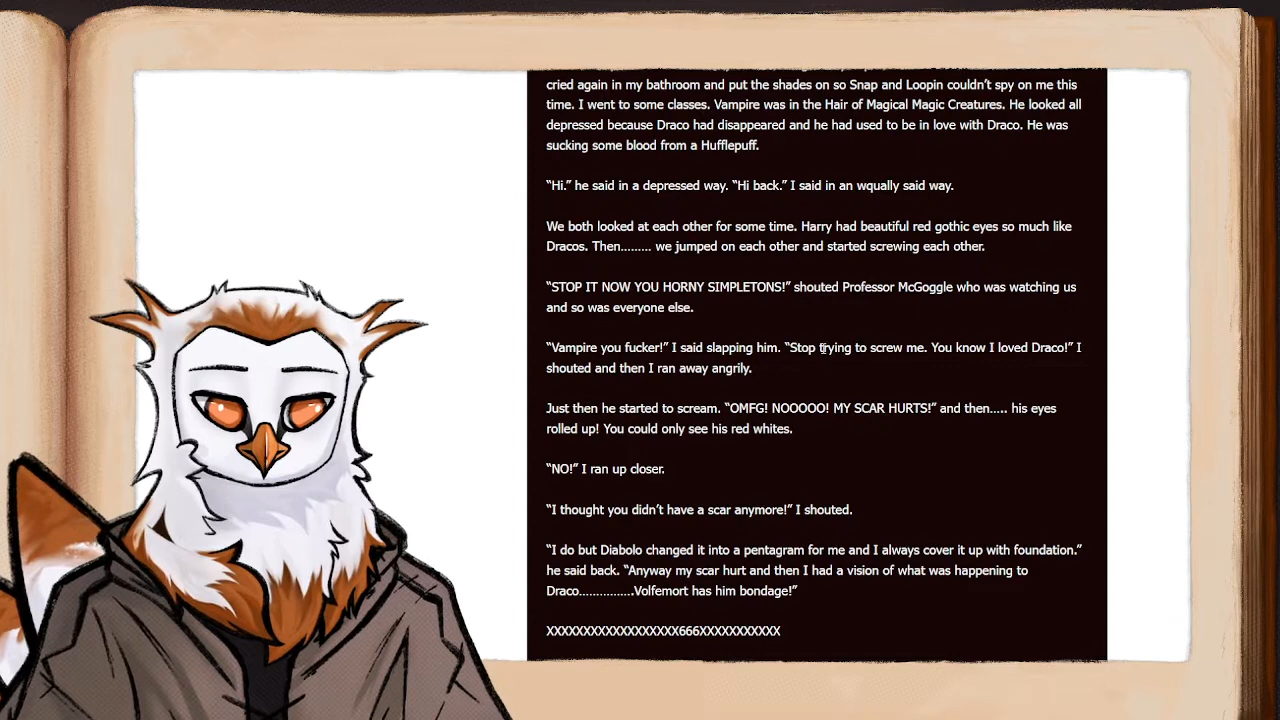 cried again in my bathroom and put the shades on so Snap and Loopin couldn’t spy on me this
time. I went to some classes. Vampire was in the Hair of Magical Magic Creatures. He looked all
depressed because Draco had disappeared and he had used to be in love with Draco. He was
sucking some blood from a Hufflepuff.
“Hi.” he said in a depressed way. “Hi back.” I said in an wqually said way.
We both looked at each other for some time. Harry had beautiful red gothic eyes so much like
Dracos. Then……… we jumped on each other and started screwing each other.
“STOP IT NOW YOU HORNY SIMPLETONS!” shouted Professor McGoggle who was watching us
and so was everyone else.
“Vampire you fucker!” I said slapping him. “Stop trying to screw me. You know I loved Draco!” I
shouted and then I ran away angrily.
Just then he started to scream. “OMFG! NOOOOO! MY SCAR HURTS!” and then….. his eyes
rolled up! You could only see his red whites.
“NO!” I ran up closer.
“I thought you didn’t have a scar anymore!” I shouted.
“I do but Diabolo changed it into a pentagram for me and I always cover it up with foundation.”
he said back. “Anyway my scar hurt and then I had a vision of what was happening to
Draco…………….Volfemort has him bondage!”
XXXXXXXXXXXXXXXXXX666XXXXXXXXXXX